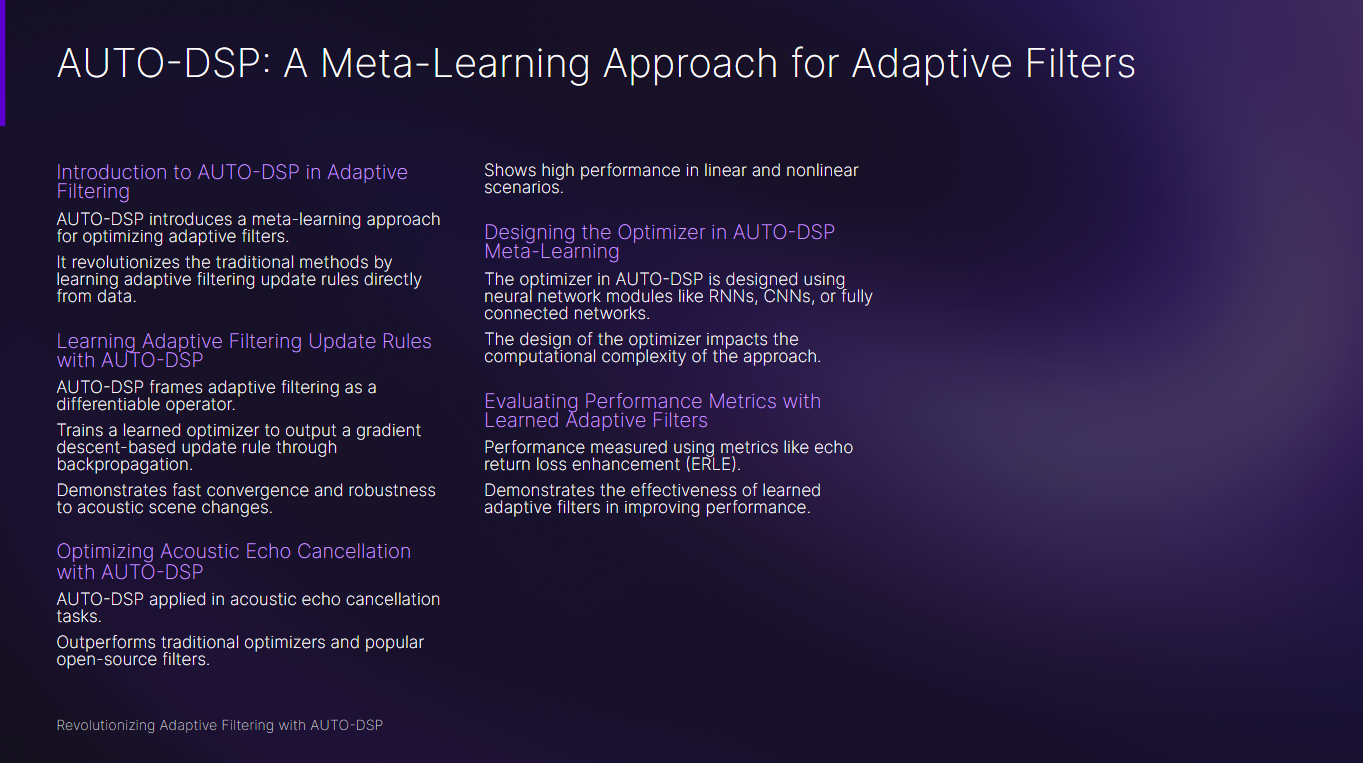 AUTO-DSP: A Meta-Learning Approach for Adaptive Filters
Introduction to AUTO-DSP in Adaptive
Filtering
AUTO-DSP introduces a meta-learning approach
for optimizing adaptive filters.
It revolutionizes the traditional methods by
learning adaptive filtering update rules directly
from data.
Learning Adaptive Filtering Update Rules
with AUTO-DSP
AUTO-DSP frames adaptive filtering as a
differentiable operator.
Trains a learned optimizer to output a gradient
descent-based update rule through
backpropagation.
Demonstrates fast convergence and robustness
to acoustic scene changes.
Optimizing Acoustic Echo Cancellation
with AUTO-DSP
AUTO-DSP applied in acoustic echo cancellation
tasks.
Outperforms traditional optimizers and popular
open-source filters.
Shows high performance in linear and nonlinear
scenarios.
Designing the Optimizer in AUTO-DSP
Meta-Learning
The optimizer in AUTO-DSP is designed using
neural network modules like RNNs, CNNs, or fully
connected networks.
The design of the optimizer impacts the
computational complexity of the approach.
Evaluating Performance Metrics with
Learned Adaptive Filters
Performance measured using metrics like echo
return loss enhancement (ERLE).
Demonstrates the effectiveness of learned
adaptive filters in improving performance.
Revolutionizing Adaptive Filtering with AUTO-DSP